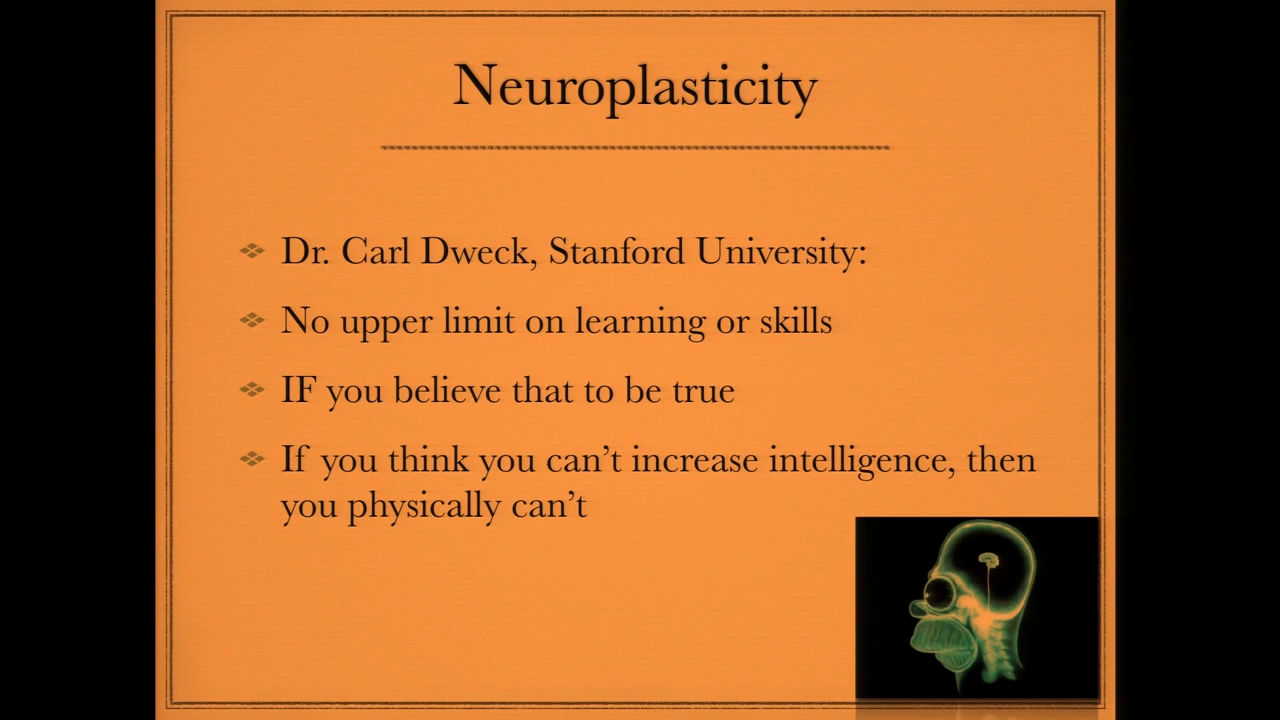 Neuroplasticity
Dr. Carl Dweck, Stanford University:
No upper limit on learning or skills
IF you believe that to be true
If you think you can’t increase intelligence, then
you physically can’t